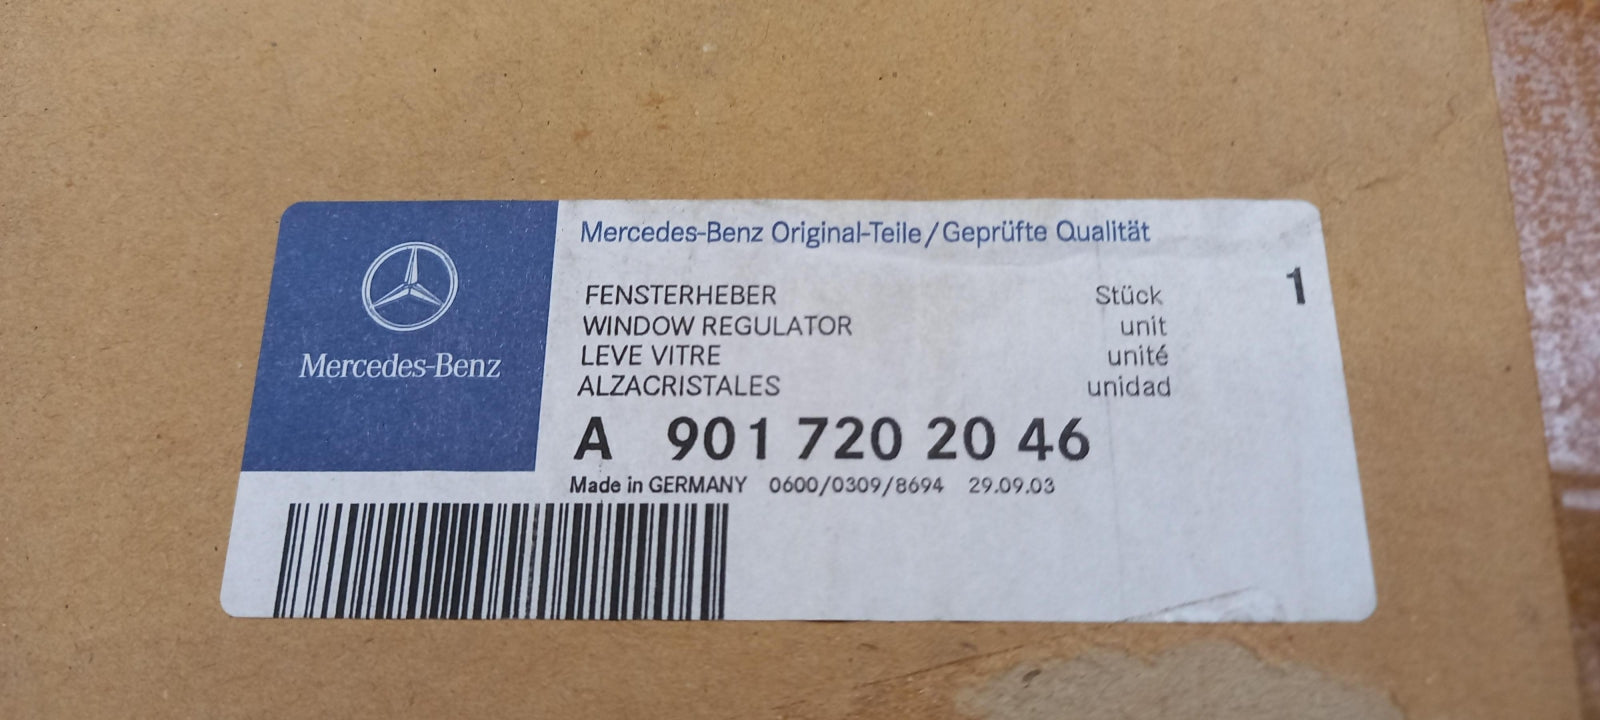 Mercedes-Benz
Mercedes-Benz Original-Teile/Geprüfte Qualität
FENSTERHEBER Stück 1
WINDOW REGULATOR unit
LEVE VITRE unité
ALZACRISTALES unidad
A 901 720 20 46
Made in GERMANY 0600/0309/8694 29.09.03